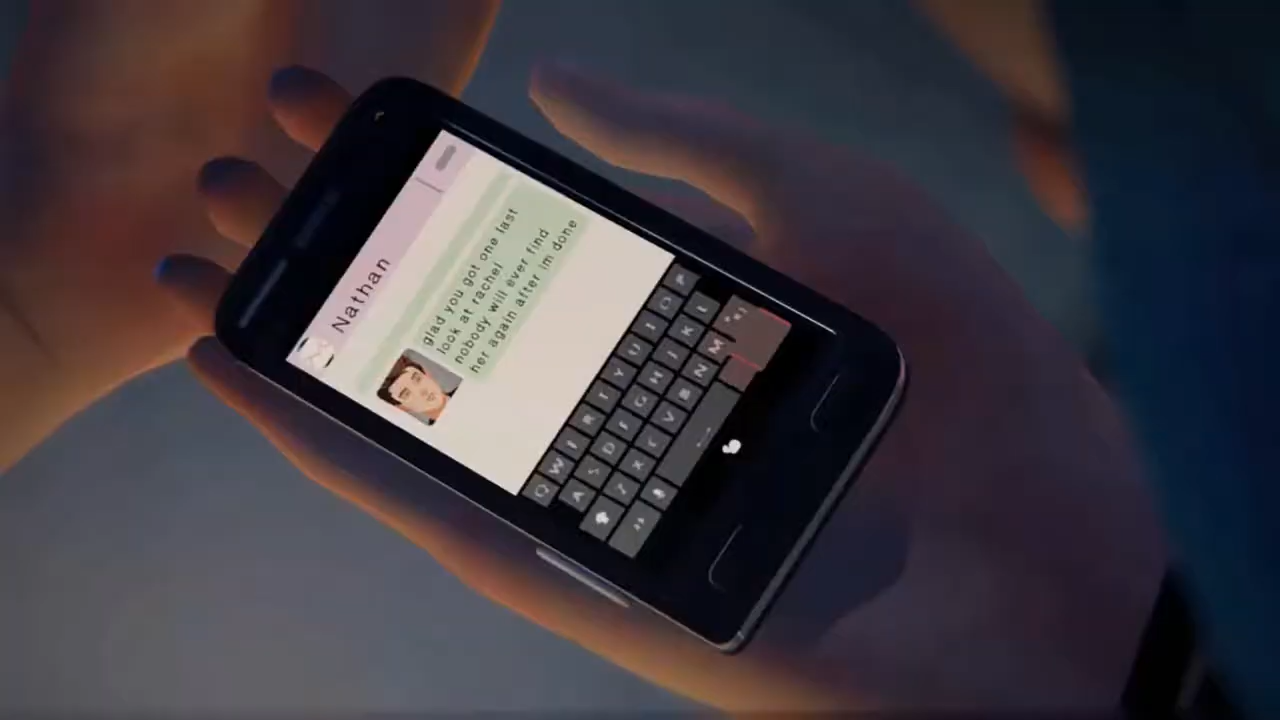 Nathan
glad you got one last
look at rachel
nobody will ever find
her again after im done